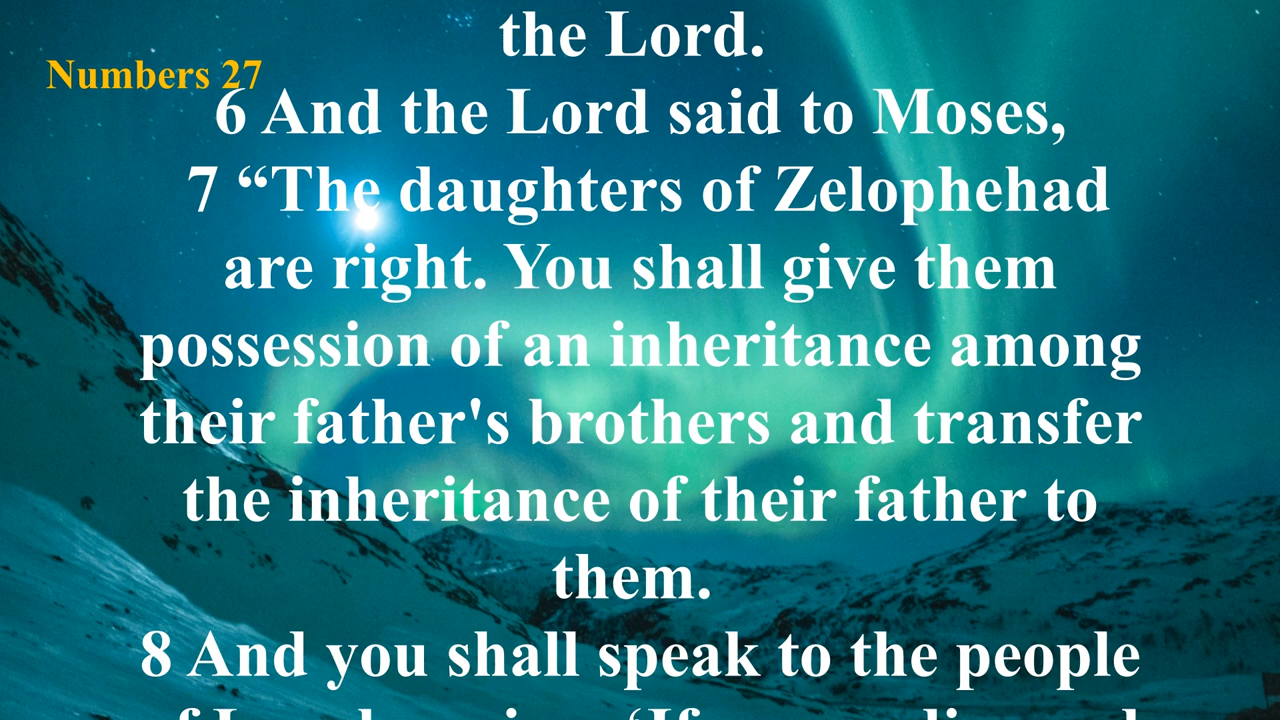 the Lord.
Numbers 27
6 And the Lord said to Moses,
7 “The daughters of Zelophehad
are right. You shall give them
possession of an inheritance among
their father's brothers and transfer
the inheritance of their father to
them.
8 And you shall speak to the people